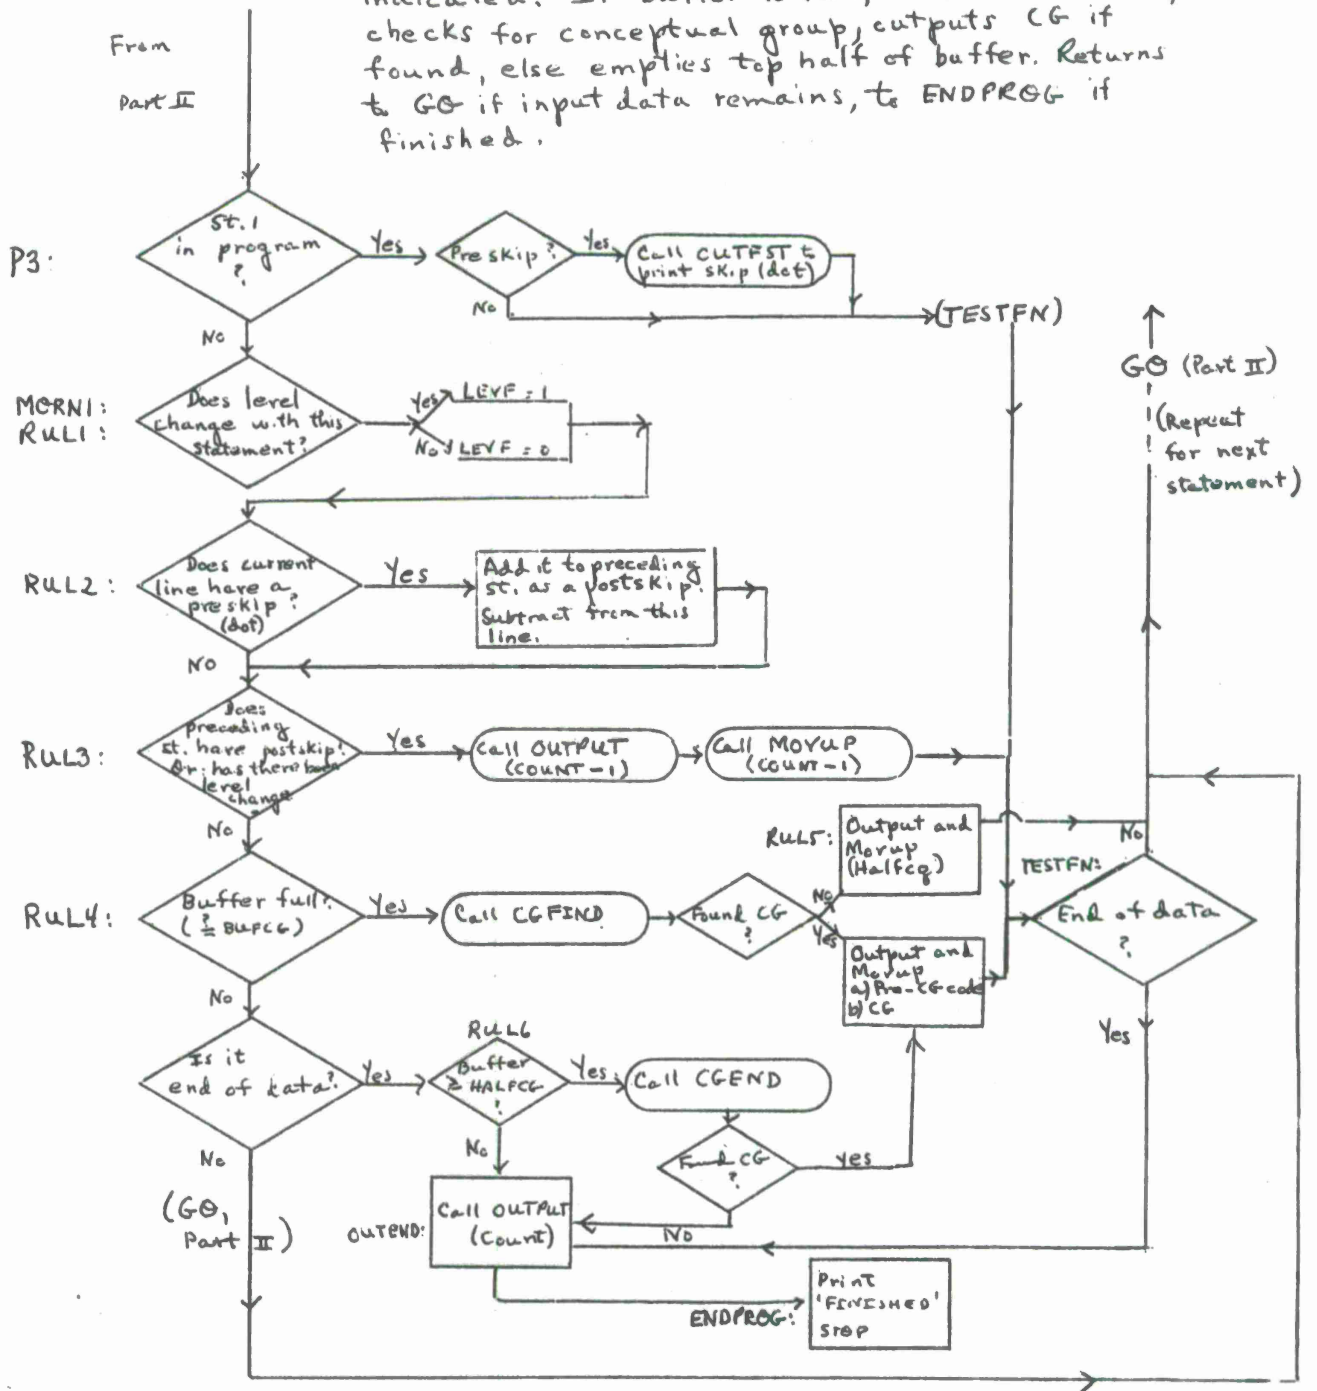 checks for conceptual group, outputs CG if
found, else empties top half of buffer. Returns
to GO if input data remains, to ENDPROG if
finished.
From
Part II
P3:
St. 1
in program
?
Yes
Preskip?
Yes
Call OUTFST to
print skip (dot)
No
(TESTFN)
No
GO (Part II)
(Repeat
for next
statement)
MORN1:
RUL1:
Does level
change with this
statement?
Yes
LEVF = 1
No
LEVF = 0
RUL2:
Does current
line have a
preskip?
(dot)
Yes
Add it to preceding
st. as a postskip.
Subtract from this
line.
No
RUL3:
Does
preceding
st. have postskip?
Or: has there been
level
change
Yes
Call OUTPUT
(COUNT-1)
Call MOVUP
(COUNT-1)
No
RUL4:
Buffer full?
(≟ BUFCG)
Yes
Call CGFIND
Found CG
?
No
Yes
RUL5:
Output and
Movup
(Halfcg)
Output and
Movup
a) Pre-CG code
b) CG
TESTFN:
No
End of data
?
Yes
No
Is it
end of data?
Yes
RUL6
Buffer
≥ HALFCG
?
Yes
Call CGEND
Found CG
?
Yes
No
No
No
(GO,
Part II)
OUTEND:
Call OUTPUT
(Count)
ENDPROG:
Print
'FINISHED'
STOP